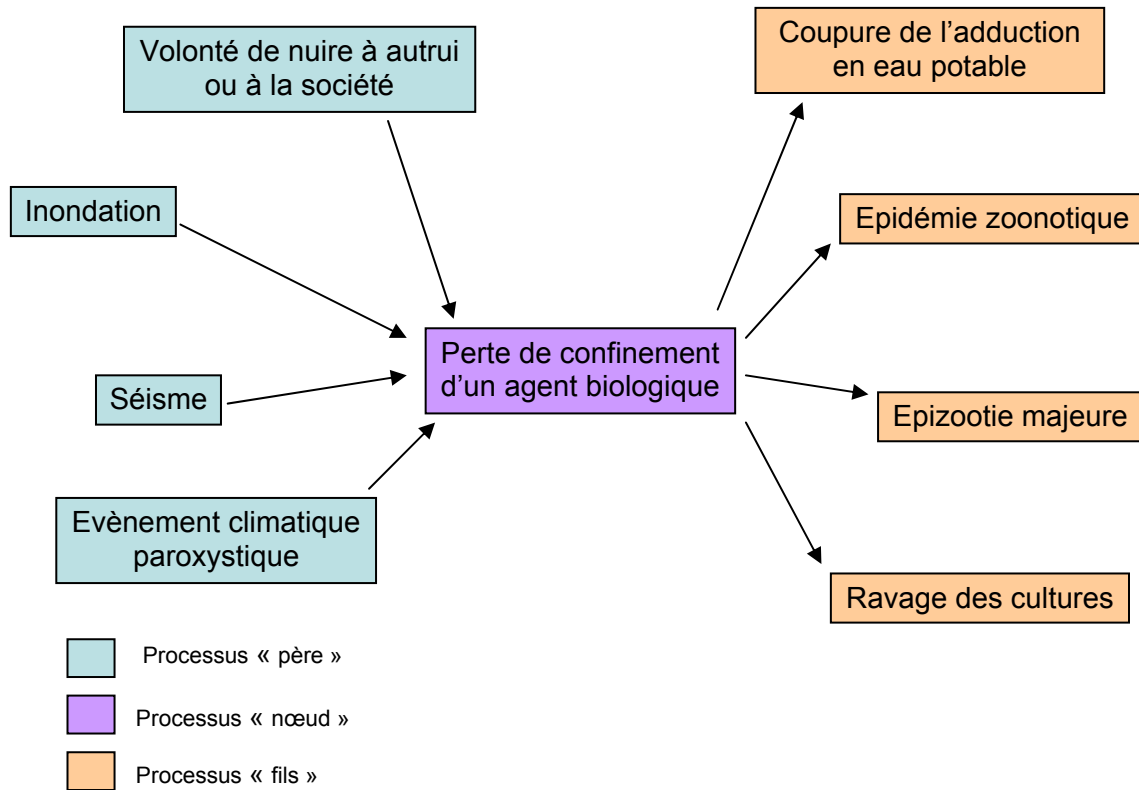 Volonté de nuire à autrui
ou à la société
Coupure de l’adduction
en eau potable
Inondation
Epidémie zoonotique
Perte de confinement
d’un agent biologique
Séisme
Epizootie majeure
Evènement climatique
paroxystique
Ravage des cultures
Processus « père »
Processus « nœud »
Processus « fils »